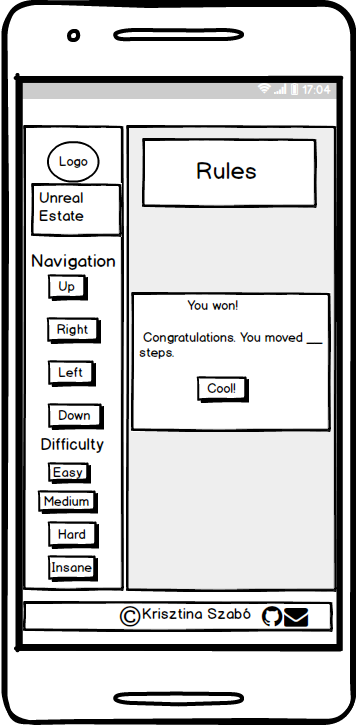 17:04
Logo
Unreal
Estate
Navigation
Up
Right
Left
Down
Difficulty
Easy
Medium
Hard
Insane
Rules
You won!
Congratulations. You moved __
steps.
Cool!
©Krisztina Szabó